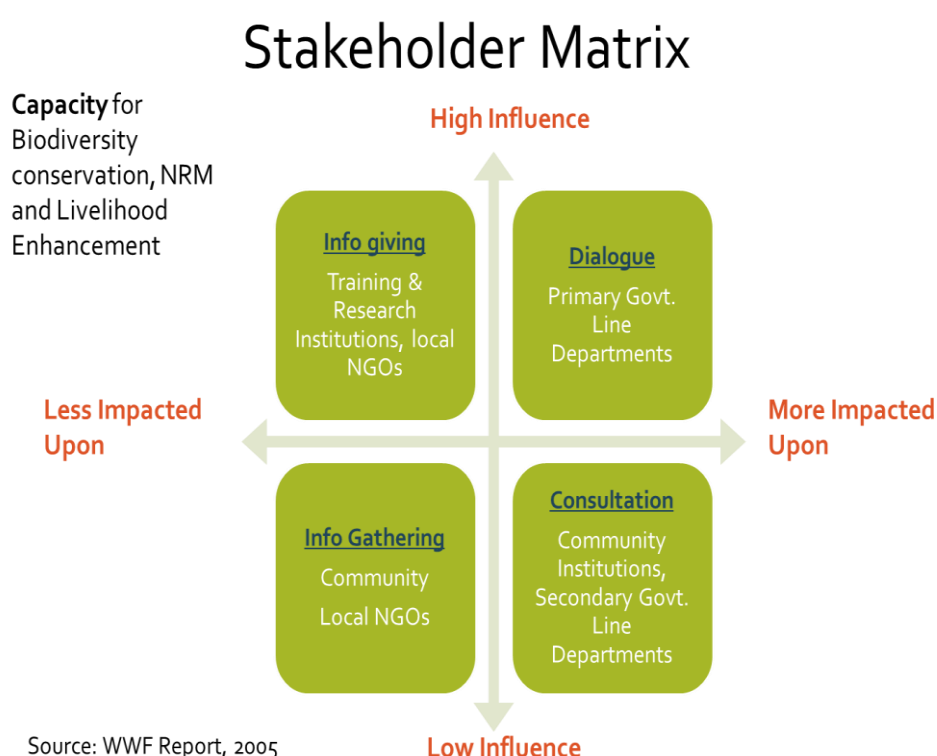 Stakeholder Matrix
Capacity for
Biodiversity
conservation, NRM
and Livelihood
Enhancement
High Influence
Info giving
Training &
Research
Institutions, local
NGOs
Dialogue
Primary Govt.
Line
Departments
Less Impacted
Upon
More Impacted
Upon
Info Gathering
Community
Local NGOs
Consultation
Community
Institutions,
Secondary Govt.
Line
Departments
Source: WWF Report, 2005
Low Influence